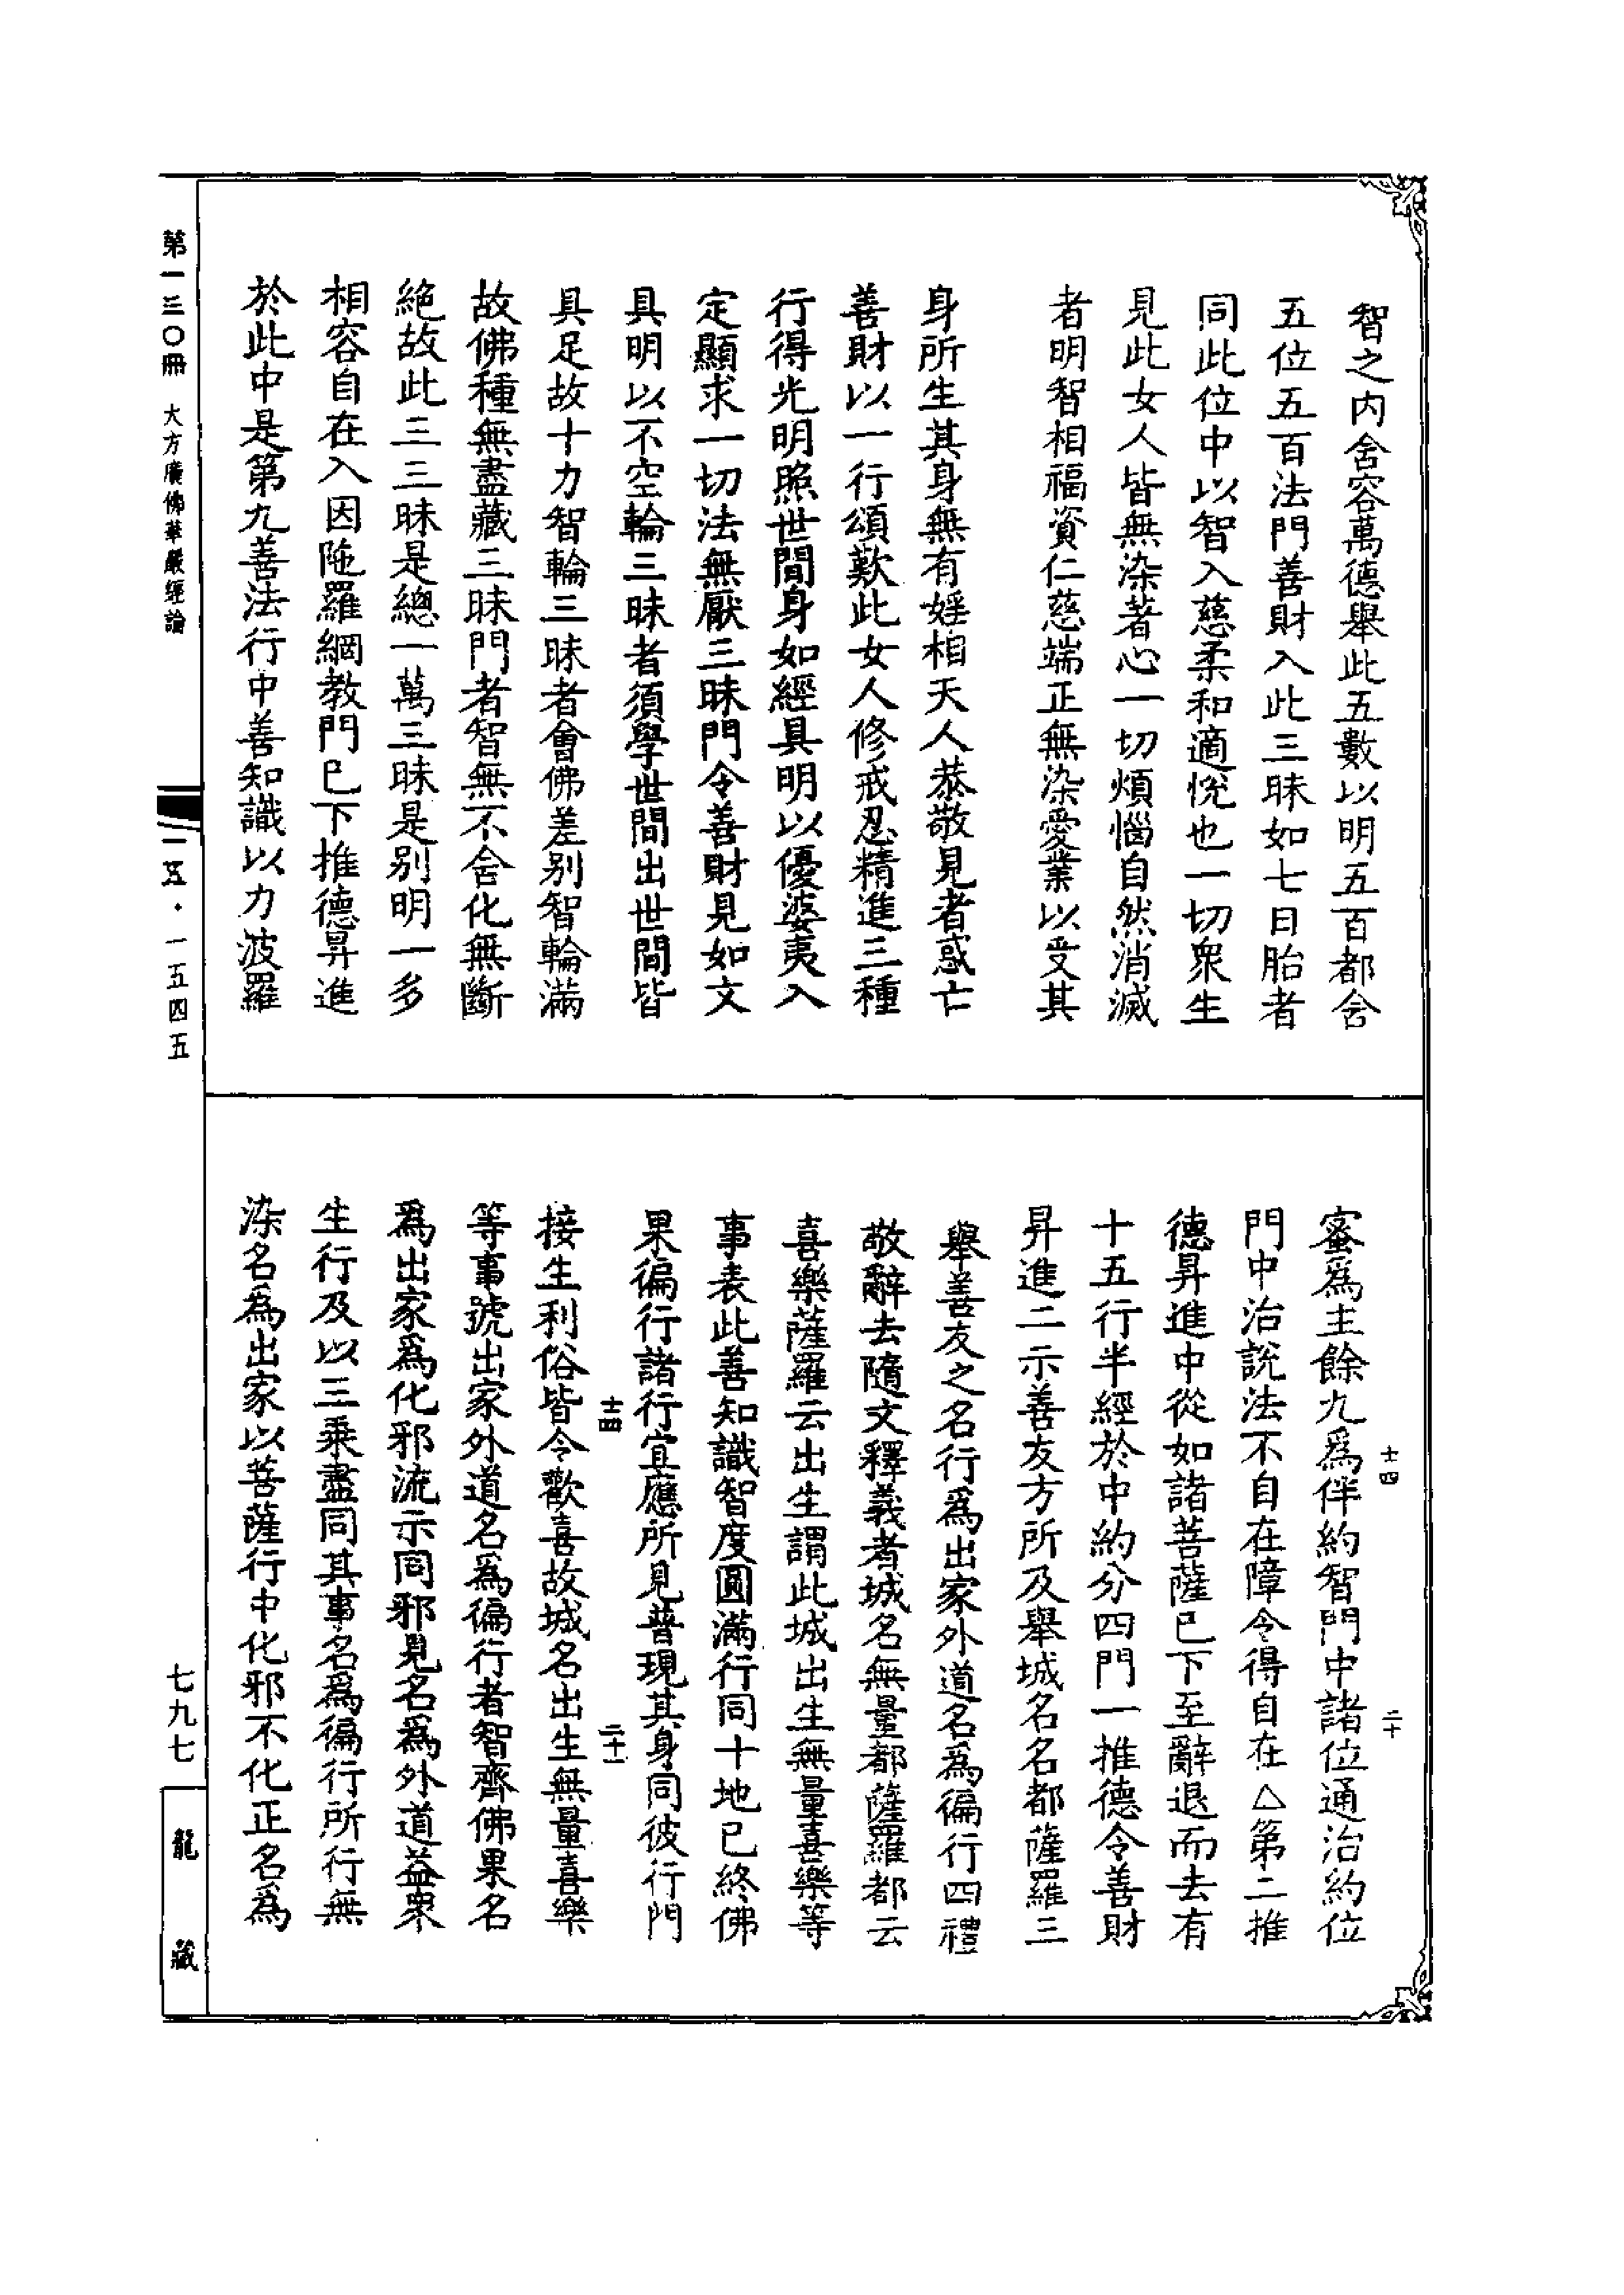 智之内含容萬德舉此五數以明五百都含
五位五百法門善財入此三昧如七日胎者
同此位中以智入慈柔和適悅也一切衆生
見此女人皆無染著心一切煩惱自然消滅
者明智相福資仁慈端正無染愛業以受其
身所生其身無有婬相天人恭敬見者惑亡
善財以一行頌歎此女人修戒忍精進三種
行得光明照世間身如經具明以優婆夷入
定顯求一切法無厭三昧門令善財見如文
具明以不空輪三昧者須學世間出世間皆
具足故十力智輪三昧者會佛差别智輪滿
故佛種無盡藏三昧門者智無不含化無斷
絕故此三三昧是總一萬三昧是别明一多
相容自在入因陁羅網教門已下推德昇進
於此中是第九善法行中善知識以力波羅
蜜爲主餘九爲伴約智門中諸位通治約位
門中治說法不自在障令得自在△第二推
德昇進中從如諸菩薩已下至辭退而去有
十五行半經於中約分四門一推德令善財
昇進二示善友方所及舉城名名都薩羅三
舉善友之名行爲出家外道名爲徧行四禮
敬辭去隨文釋義者城名無量都薩羅都云
喜樂薩羅云出生謂此城出生無量喜樂等
事表此善知識智度圓滿行同十地已終佛
果徧行諸行宜應所見普現其身同彼行門
接生利俗皆令歡喜故城名出生無量喜樂
等事號出家外道名爲徧行者智齊佛果名
爲出家爲化邪流示同邪見名爲外道益衆
生行及以三乘盡同其事名爲徧行所行無
染名爲出家以菩薩行中化邪不化正名爲
十四
二十
十四
二十一
第一三〇冊 大方廣佛華嚴經論
一五四五
七九七
龍藏